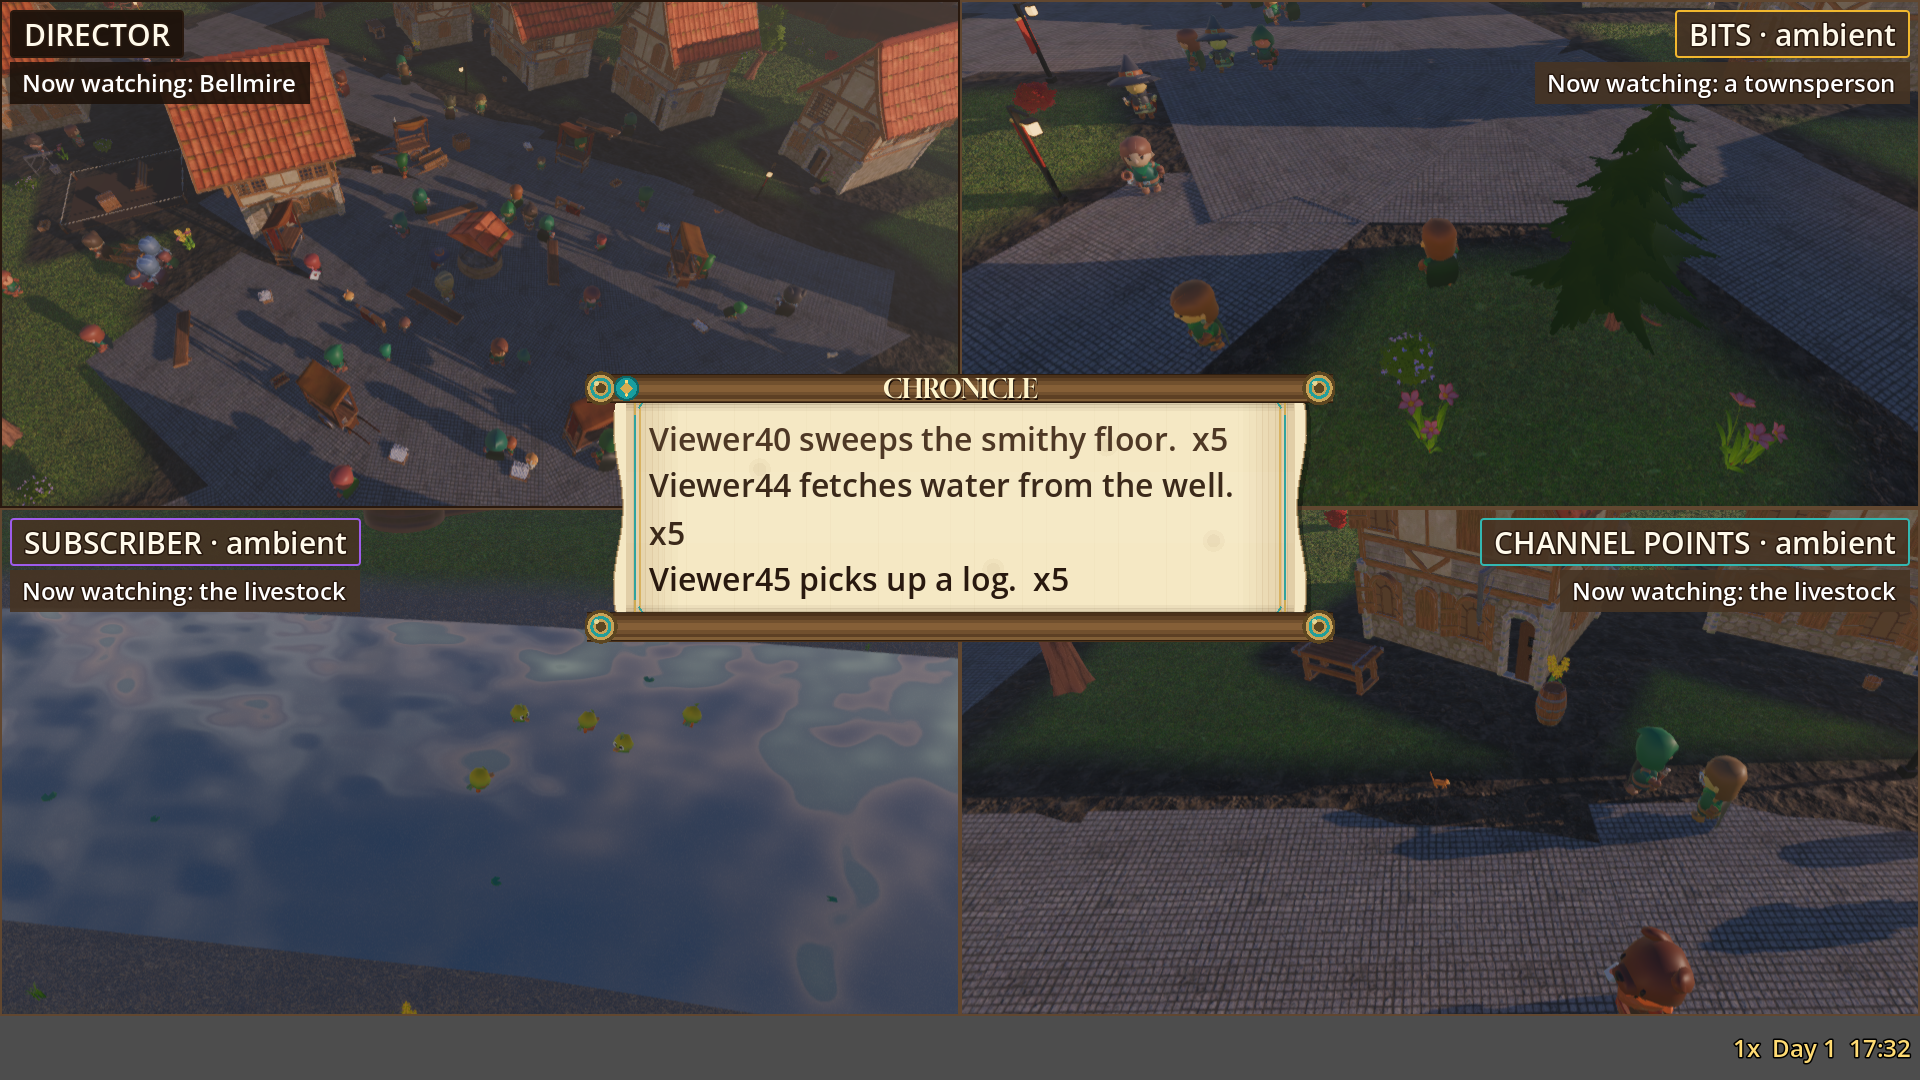 DIRECTOR
Now watching: Bellmire
BITS · ambient
Now watching: a townsperson
CHRONICLE
Viewer40 sweeps the smithy floor. x5
Viewer44 fetches water from the well.
x5
Viewer45 picks up a log. x5
SUBSCRIBER · ambient
Now watching: the livestock
CHANNEL POINTS · ambient
Now watching: the livestock
1x Day 1 17:32